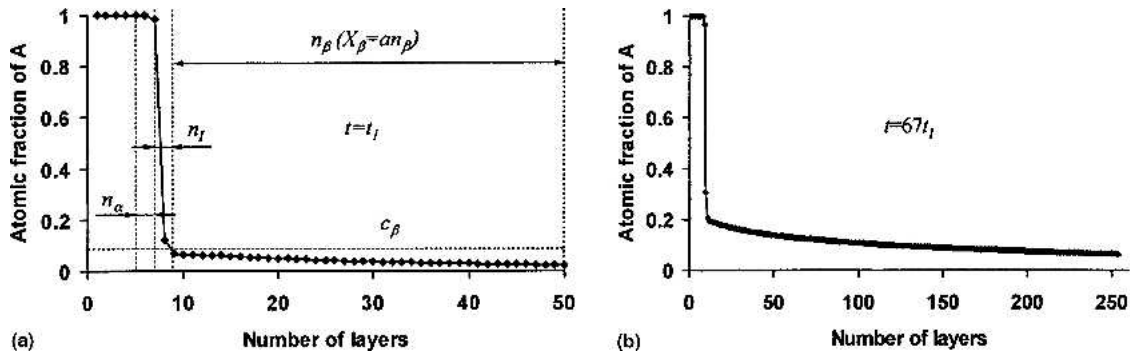 Atomic fraction of A
1
0.8
0.6
0.4
0.2
0
n_β (X_β=an_β)
n_I
t=t_I
n_α
c_β
0 10 20 30 40 50
(a) Number of layers
Atomic fraction of A
1
0.8
0.6
0.4
0.2
0
t=67t_I
0 50 100 150 200 250
(b) Number of layers